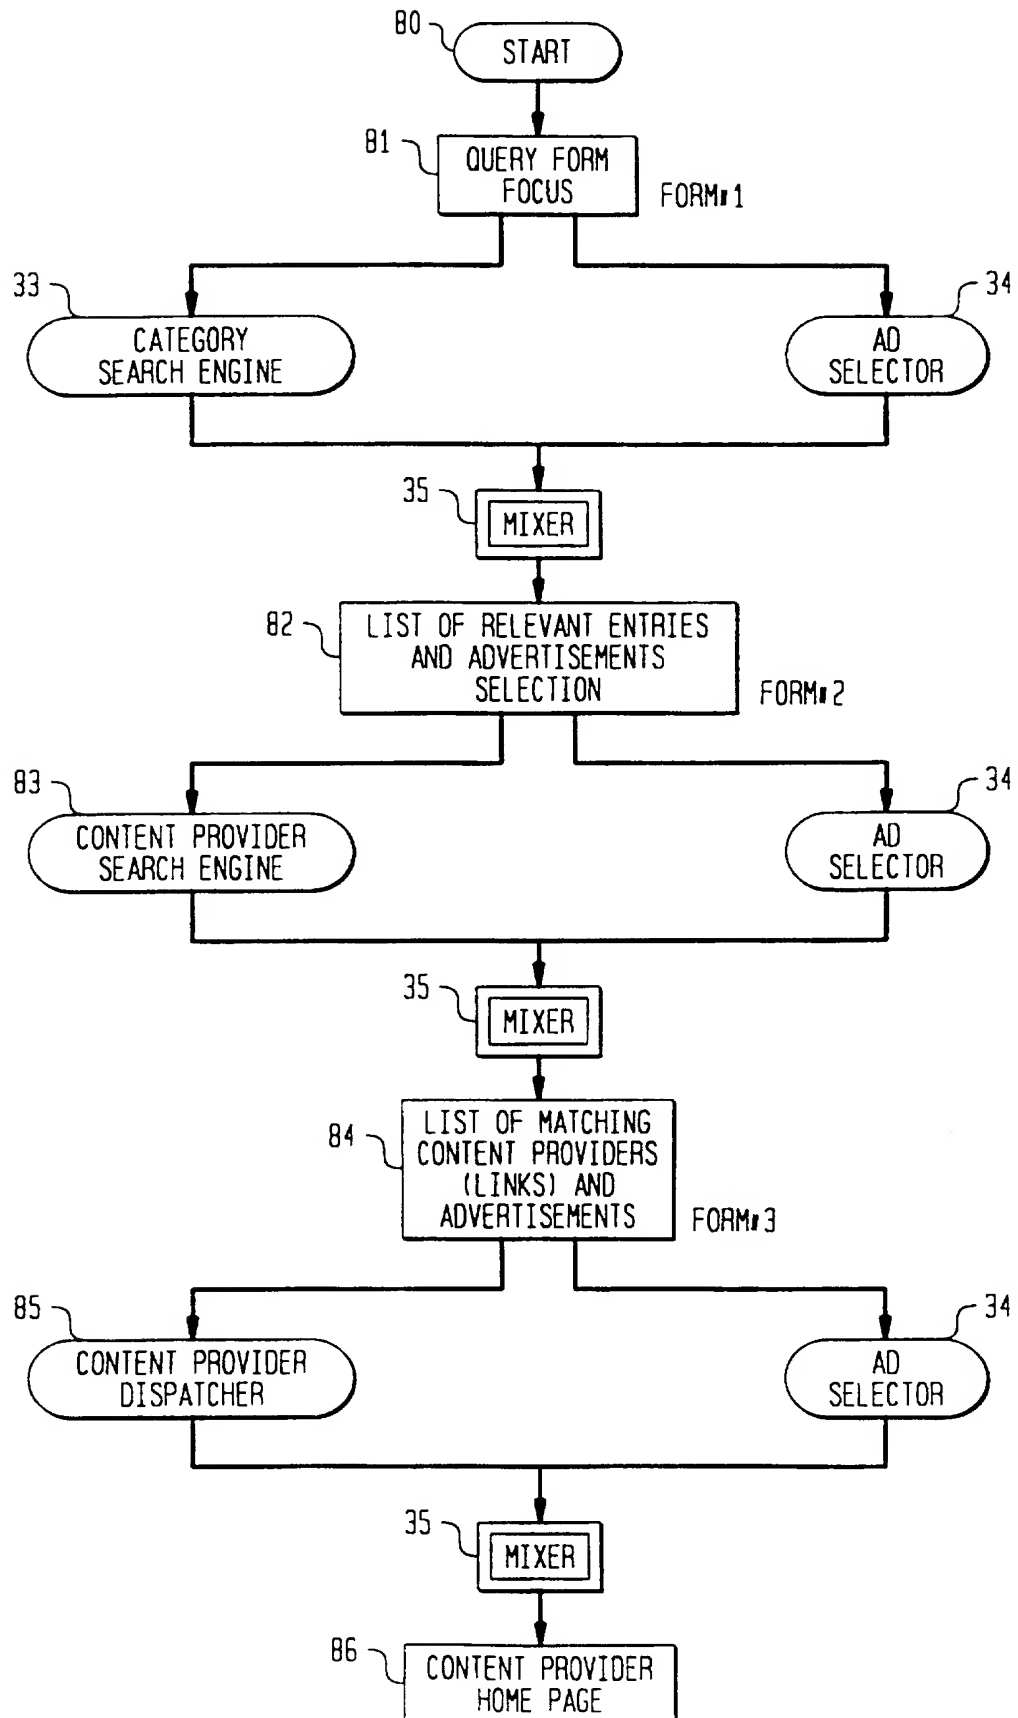 80
START
81
QUERY FORM
FOCUS
FORM#1
33
CATEGORY
SEARCH ENGINE
34
AD
SELECTOR
35
MIXER
82
LIST OF RELEVANT ENTRIES
AND ADVERTISEMENTS
SELECTION
FORM#2
83
CONTENT PROVIDER
SEARCH ENGINE
34
AD
SELECTOR
35
MIXER
84
LIST OF MATCHING
CONTENT PROVIDERS
(LINKS) AND
ADVERTISEMENTS
FORM#3
85
CONTENT PROVIDER
DISPATCHER
34
AD
SELECTOR
35
MIXER
86
CONTENT PROVIDER
HOME PAGE